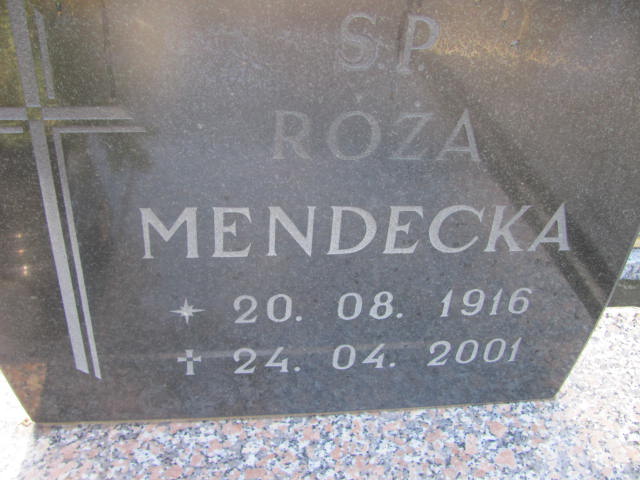 Ś.P.
RÓŻA
MENDECKA
* 20. 08. 1916
✝ 24. 04. 2001